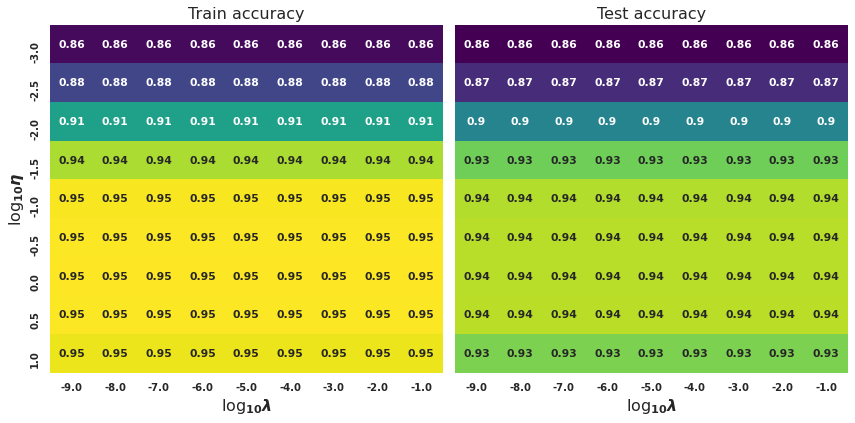 Train accuracy Test accuracy
-3.0 0.86 0.86 0.86 0.86 0.86 0.86 0.86 0.86 0.86 0.86 0.86 0.86 0.86 0.86 0.86 0.86 0.86 0.86
-2.5 0.88 0.88 0.88 0.88 0.88 0.88 0.88 0.88 0.88 0.87 0.87 0.87 0.87 0.87 0.87 0.87 0.87 0.87
-2.0 0.91 0.91 0.91 0.91 0.91 0.91 0.91 0.91 0.91 0.9 0.9 0.9 0.9 0.9 0.9 0.9 0.9 0.9
-1.5 0.94 0.94 0.94 0.94 0.94 0.94 0.94 0.94 0.94 0.93 0.93 0.93 0.93 0.93 0.93 0.93 0.93 0.93
-1.0 0.95 0.95 0.95 0.95 0.95 0.95 0.95 0.95 0.95 0.94 0.94 0.94 0.94 0.94 0.94 0.94 0.94 0.94
log₁₀η
-0.5 0.95 0.95 0.95 0.95 0.95 0.95 0.95 0.95 0.95 0.94 0.94 0.94 0.94 0.94 0.94 0.94 0.94 0.94
0.0 0.95 0.95 0.95 0.95 0.95 0.95 0.95 0.95 0.95 0.94 0.94 0.94 0.94 0.94 0.94 0.94 0.94 0.94
0.5 0.95 0.95 0.95 0.95 0.95 0.95 0.95 0.95 0.95 0.94 0.94 0.94 0.94 0.94 0.94 0.94 0.94 0.94
1.0 0.95 0.95 0.95 0.95 0.95 0.95 0.95 0.95 0.95 0.93 0.93 0.93 0.93 0.93 0.93 0.93 0.93 0.93
-9.0 -8.0 -7.0 -6.0 -5.0 -4.0 -3.0 -2.0 -1.0 -9.0 -8.0 -7.0 -6.0 -5.0 -4.0 -3.0 -2.0 -1.0
log₁₀λ log₁₀λ